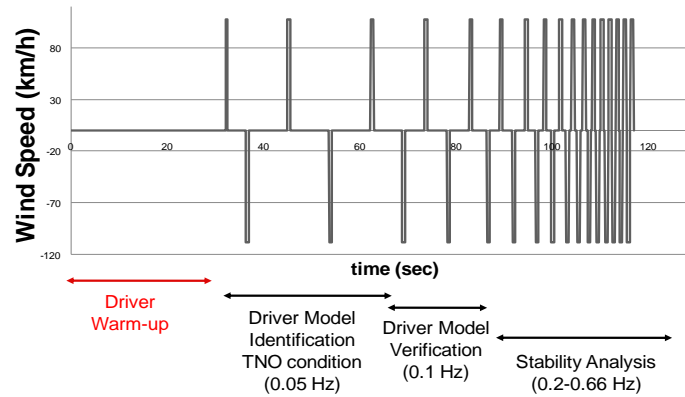 Wind Speed (km/h)
80
30
-20
-120
0
20
40
60
80
100
120
time (sec)
Driver
Warm-up
Driver Model
Identification
TNO condition
(0.05 Hz)
Driver Model
Verification
(0.1 Hz)
Stability Analysis
(0.2-0.66 Hz)